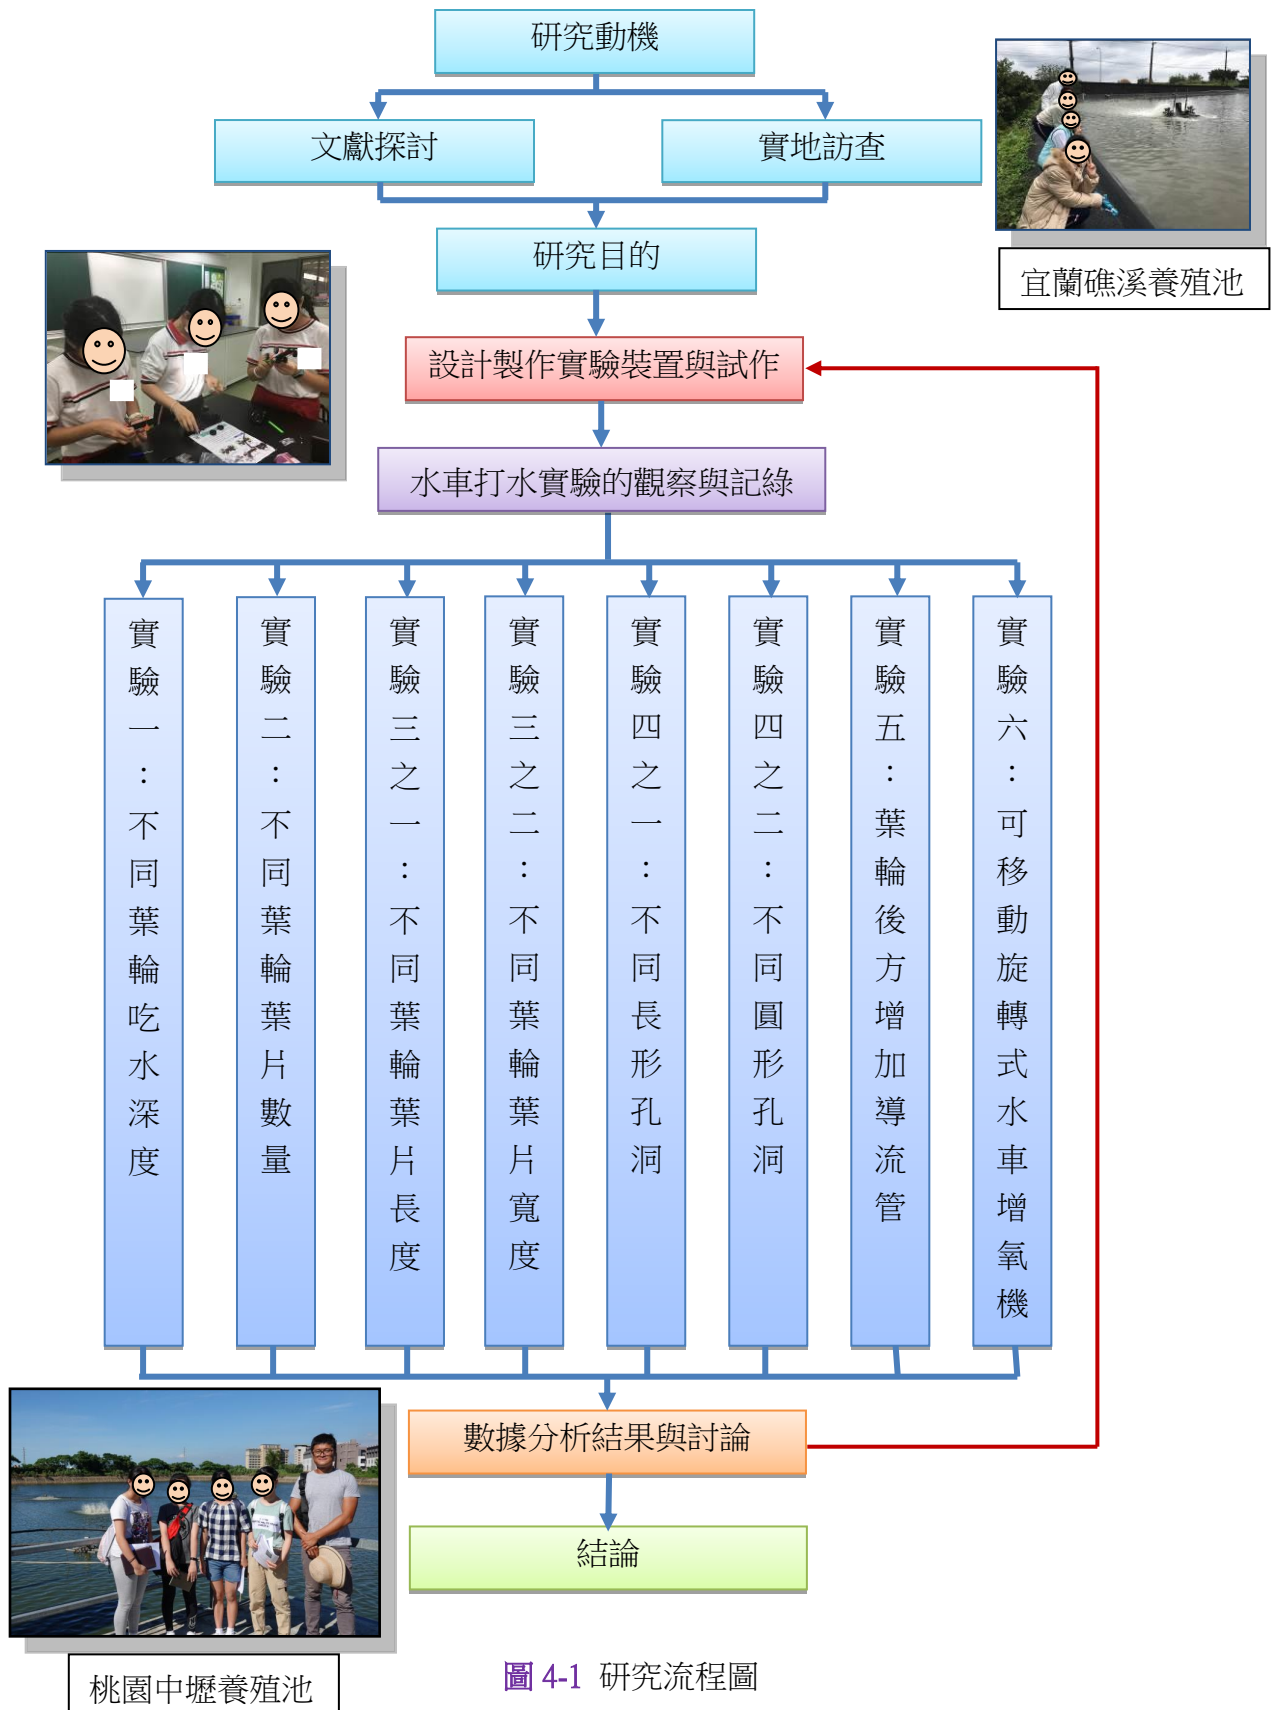 研究動機
文獻探討
實地訪查
宜蘭礁溪養殖池
研究目的
設計製作實驗裝置與試作
水車打水實驗的觀察與記綠
實驗一：不同葉輪吃水深度
實驗二：不同葉輪葉片數量
實驗三之一：不同葉輪葉片長度
實驗三之二：不同葉輪葉片寬度
實驗四之一：不同長形孔洞
實驗四之二：不同圓形孔洞
實驗五：葉輪後方增加導流管
實驗六：可移動旋轉式水車增氧機
數據分析結果與討論
結論
桃園中壢養殖池
圖 4-1 研究流程圖